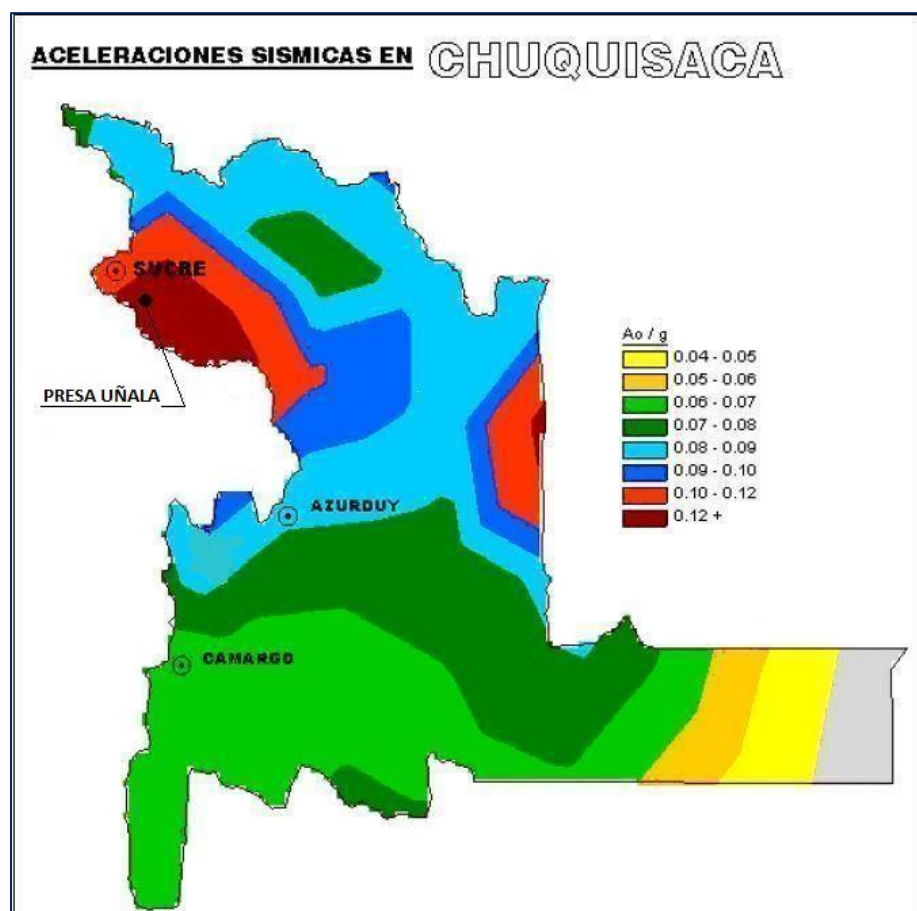 ACELERACIONES SISMICAS EN CHUQUISACA
SUCRE
PRESA UÑALA
Ao / g
0.04 - 0.05
0.05 - 0.06
0.06 - 0.07
0.07 - 0.08
0.08 - 0.09
0.09 - 0.10
0.10 - 0.12
0.12 +
AZURDUY
CAMARGO